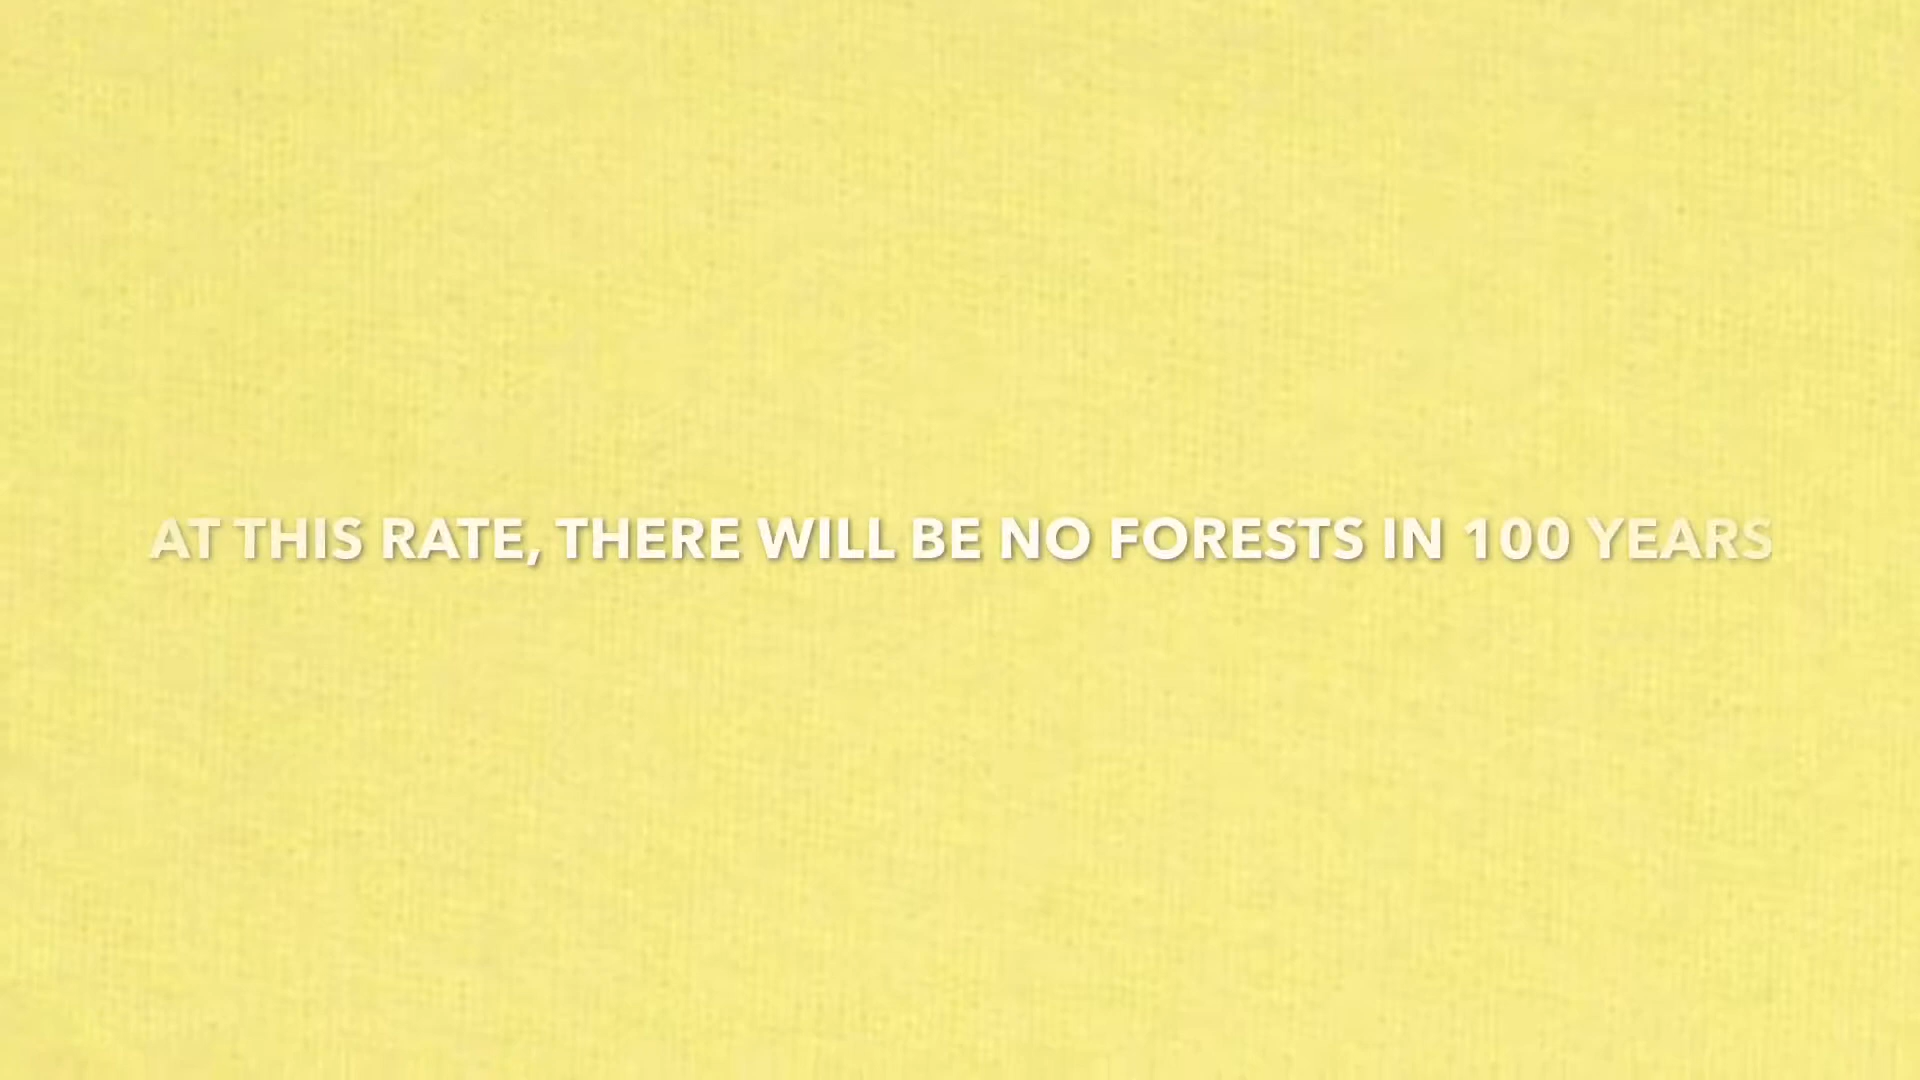 AT THIS RATE, THERE WILL BE NO FORESTS IN 100 YEARS